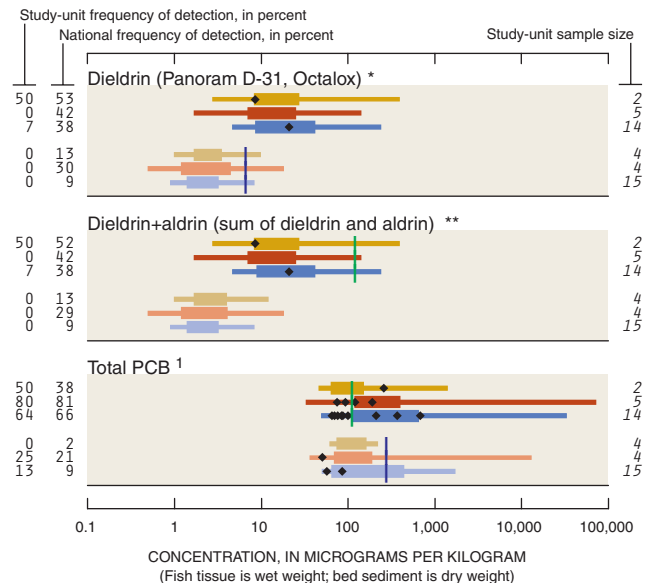 Study-unit frequency of detection, in percent
National frequency of detection, in percent
Study-unit sample size
Dieldrin (Panoram D-31, Octalox) *
50 53 2
0 42 5
7 38 14
0 13 4
0 30 4
0 9 15
Dieldrin+aldrin (sum of dieldrin and aldrin) **
50 52 2
0 42 5
7 38 14
0 13 4
0 29 4
0 9 15
Total PCB 1
50 38 2
80 81 5
64 66 14
0 2 4
25 21 4
13 9 15
0.1 1 10 100 1,000 10,000 100,000
CONCENTRATION, IN MICROGRAMS PER KILOGRAM
(Fish tissue is wet weight; bed sediment is dry weight)